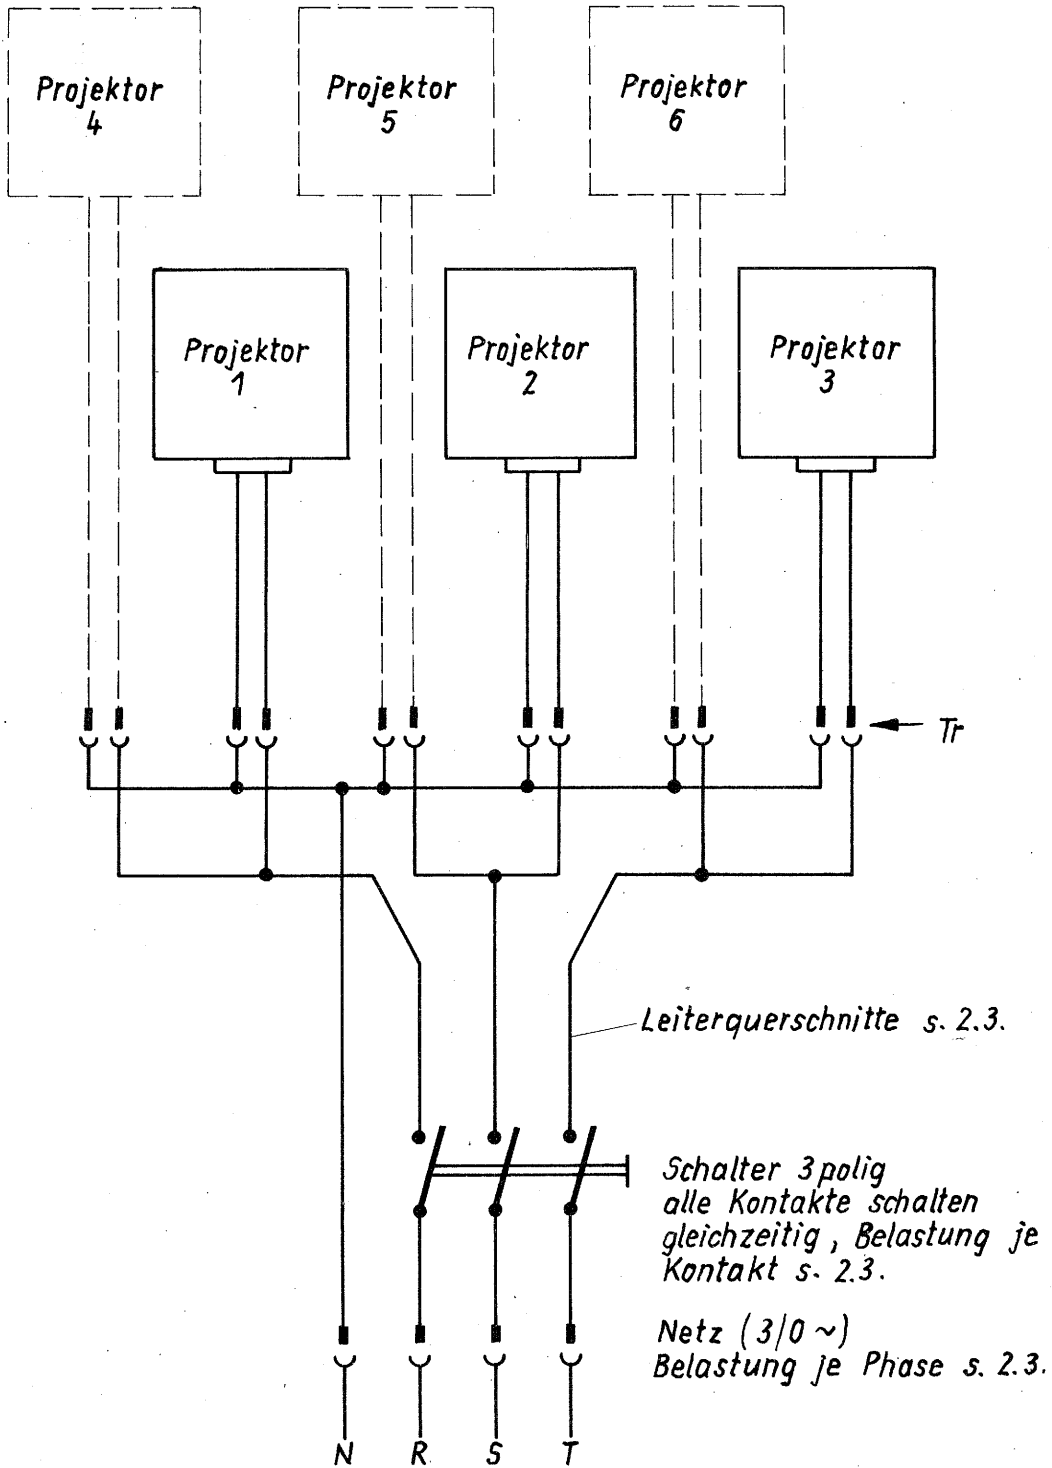 Projektor
4
Projektor
5
Projektor
6
Projektor
1
Projektor
2
Projektor
3
Tr
Leiterquerschnitte s. 2.3.
Schalter 3polig
alle Kontakte schalten
gleichzeitig, Belastung je
Kontakt s. 2.3.
Netz (3/0 ~)
Belastung je Phase s. 2.3.
N R S T